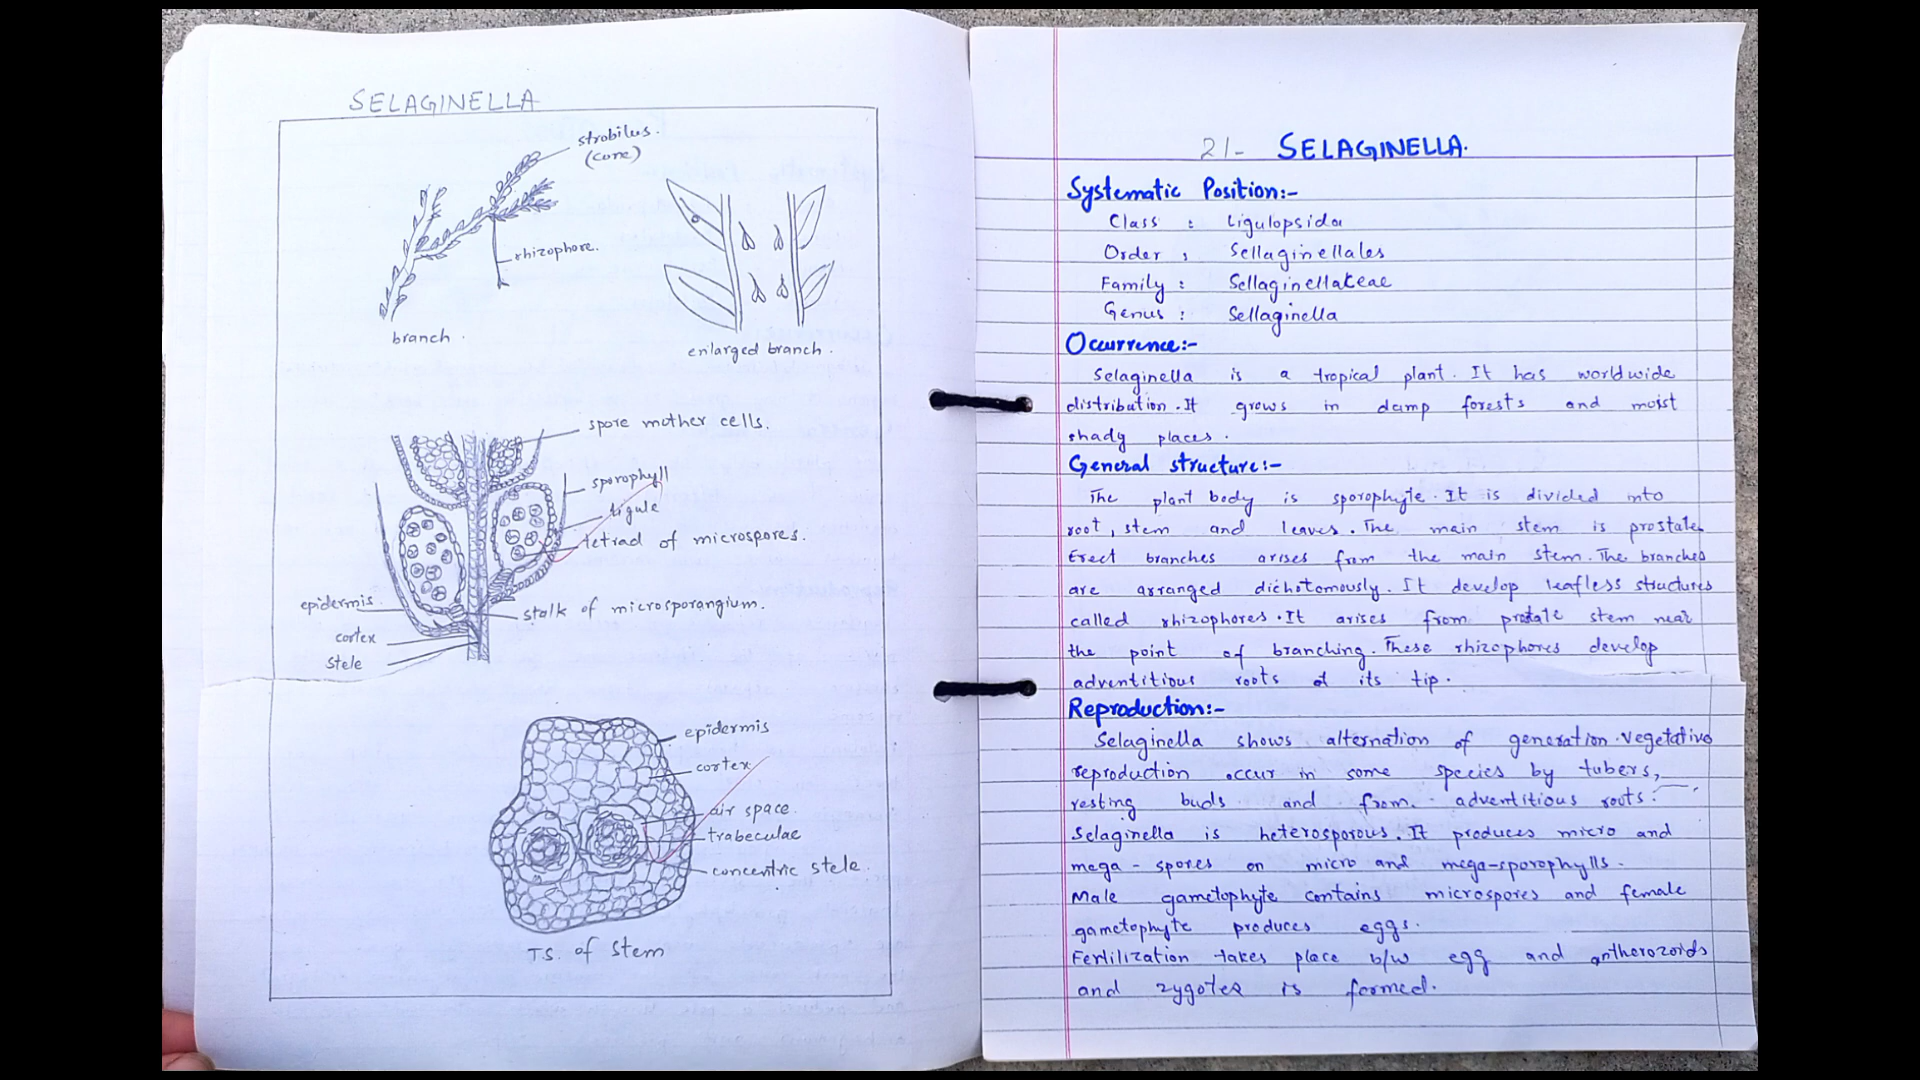 SELAGINELLA
strobilus.
(cone)
rhizophore.
branch.
enlarged branch.
spore mother cells.
sporophyll
ligule
tetrad of microspores.
epidermis.
stalk of microsporangium.
cortex
stele
epidermis
cortex
air space.
trabeculae
concentric stele.
T.S. of Stem
21- SELAGINELLA.
Systematic Position:-
Class : Ligulopsida
Order : Sellaginellales
Family : Sellaginellaceae
Genus : Sellaginella
Ocurrence:-
Selaginella is a tropical plant. It has worldwide
distribution. It grows in damp forests and moist
shady places.
General structure:-
The plant body is sporophyte. It is divided into
root, stem and leaves. The main stem is prostate.
Erect branches arises from the main stem. The branches
are arranged dichotomously. It develop leafless structures
called rhizophores. It arises from prostate stem near
the point of branching. These rhizophores develop
adventitious roots at its tip.
Reproduction:-
Selaginella shows alternation of generation. Vegetative
reproduction occur in some species by tubers,
resting buds and from adventitious roots.
Selaginella is heterosporous. It produces micro and
mega-spores on micro and mega-sporophylls.
Male gametophyte contains microspores and female
gametophyte produces eggs.
Fertilization takes place b/w egg and antherozoids
and zygotes is formed.